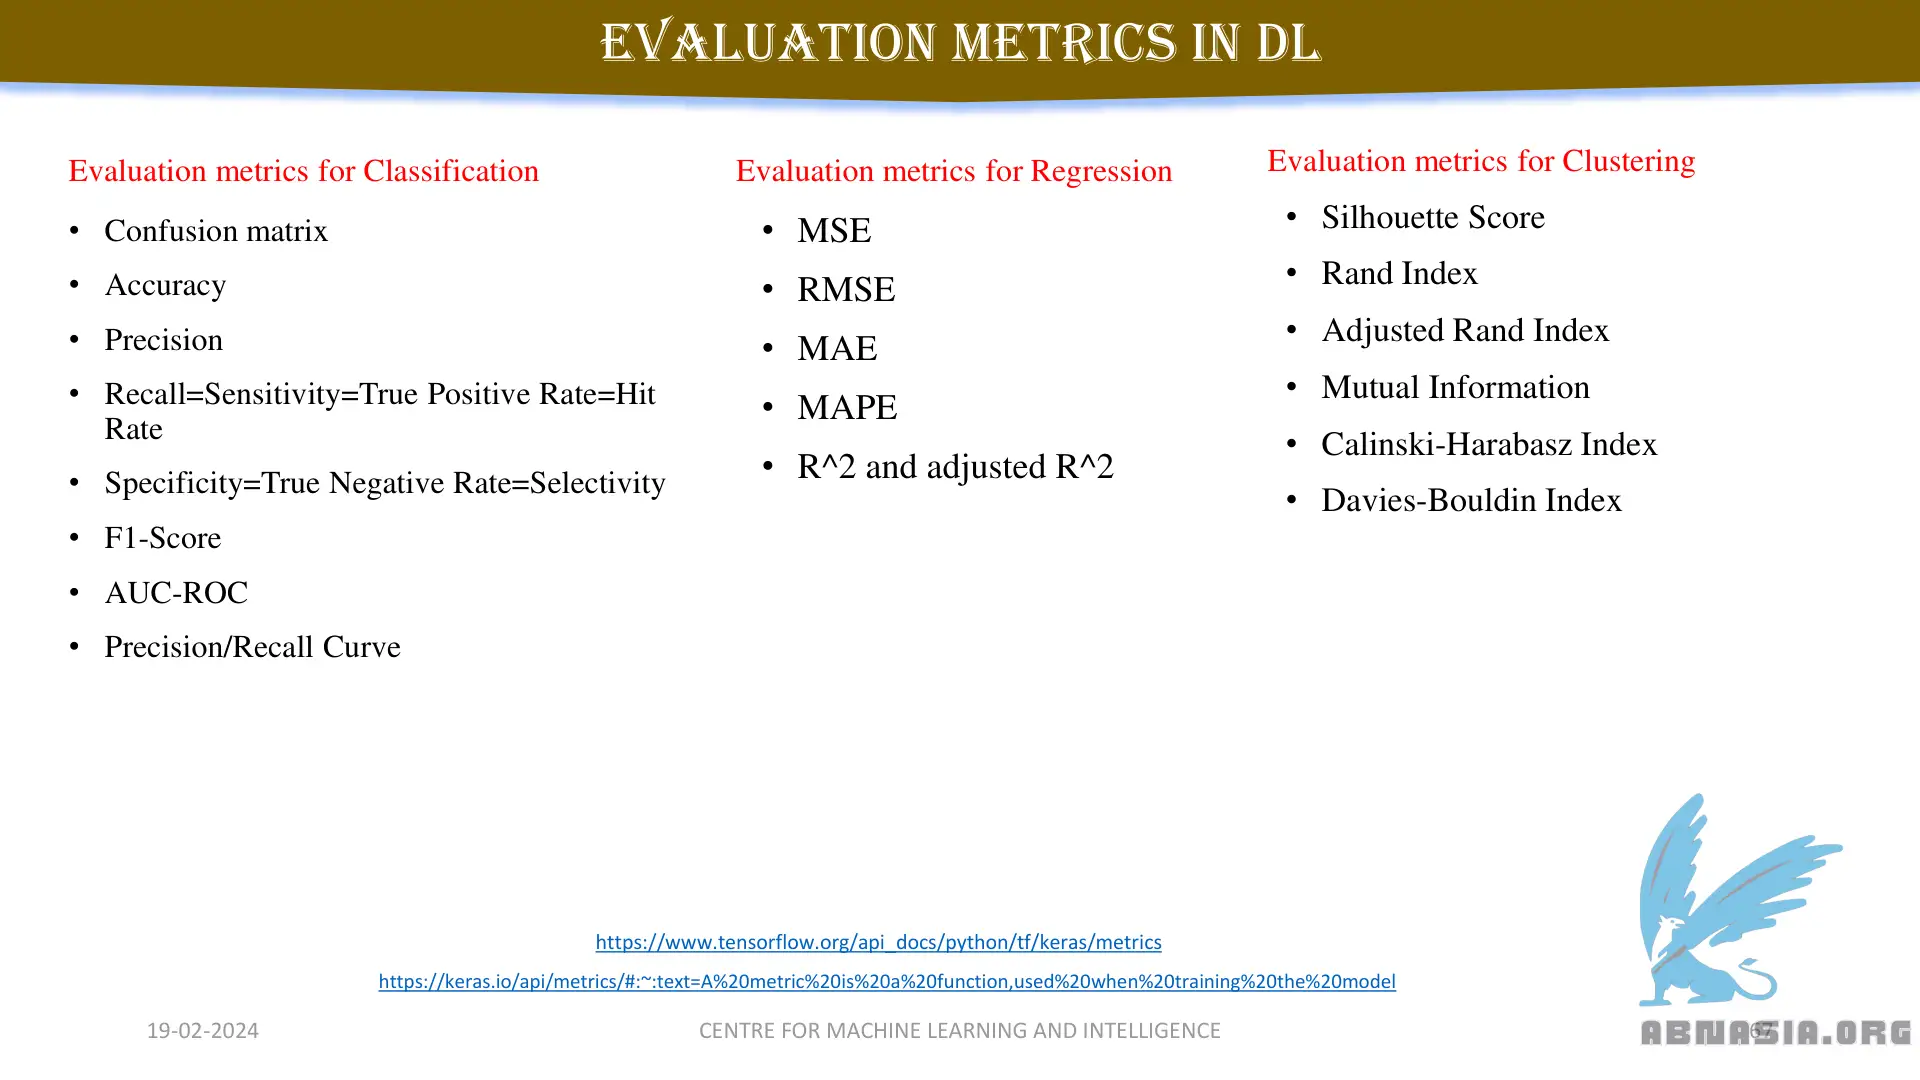 EVALUATION METRICS IN DL
Evaluation metrics for Classification
• Confusion matrix
• Accuracy
• Precision
• Recall=Sensitivity=True Positive Rate=Hit
Rate
• Specificity=True Negative Rate=Selectivity
• F1-Score
• AUC-ROC
• Precision/Recall Curve
Evaluation metrics for Regression
• MSE
• RMSE
• MAE
• MAPE
• R^2 and adjusted R^2
Evaluation metrics for Clustering
• Silhouette Score
• Rand Index
• Adjusted Rand Index
• Mutual Information
• Calinski-Harabasz Index
• Davies-Bouldin Index
https://www.tensorflow.org/api_docs/python/tf/keras/metrics
https://keras.io/api/metrics/#:~:text=A%20metric%20is%20a%20function,used%20when%20training%20the%20model
19-02-2024
CENTRE FOR MACHINE LEARNING AND INTELLIGENCE
67
ABNASIA.ORG